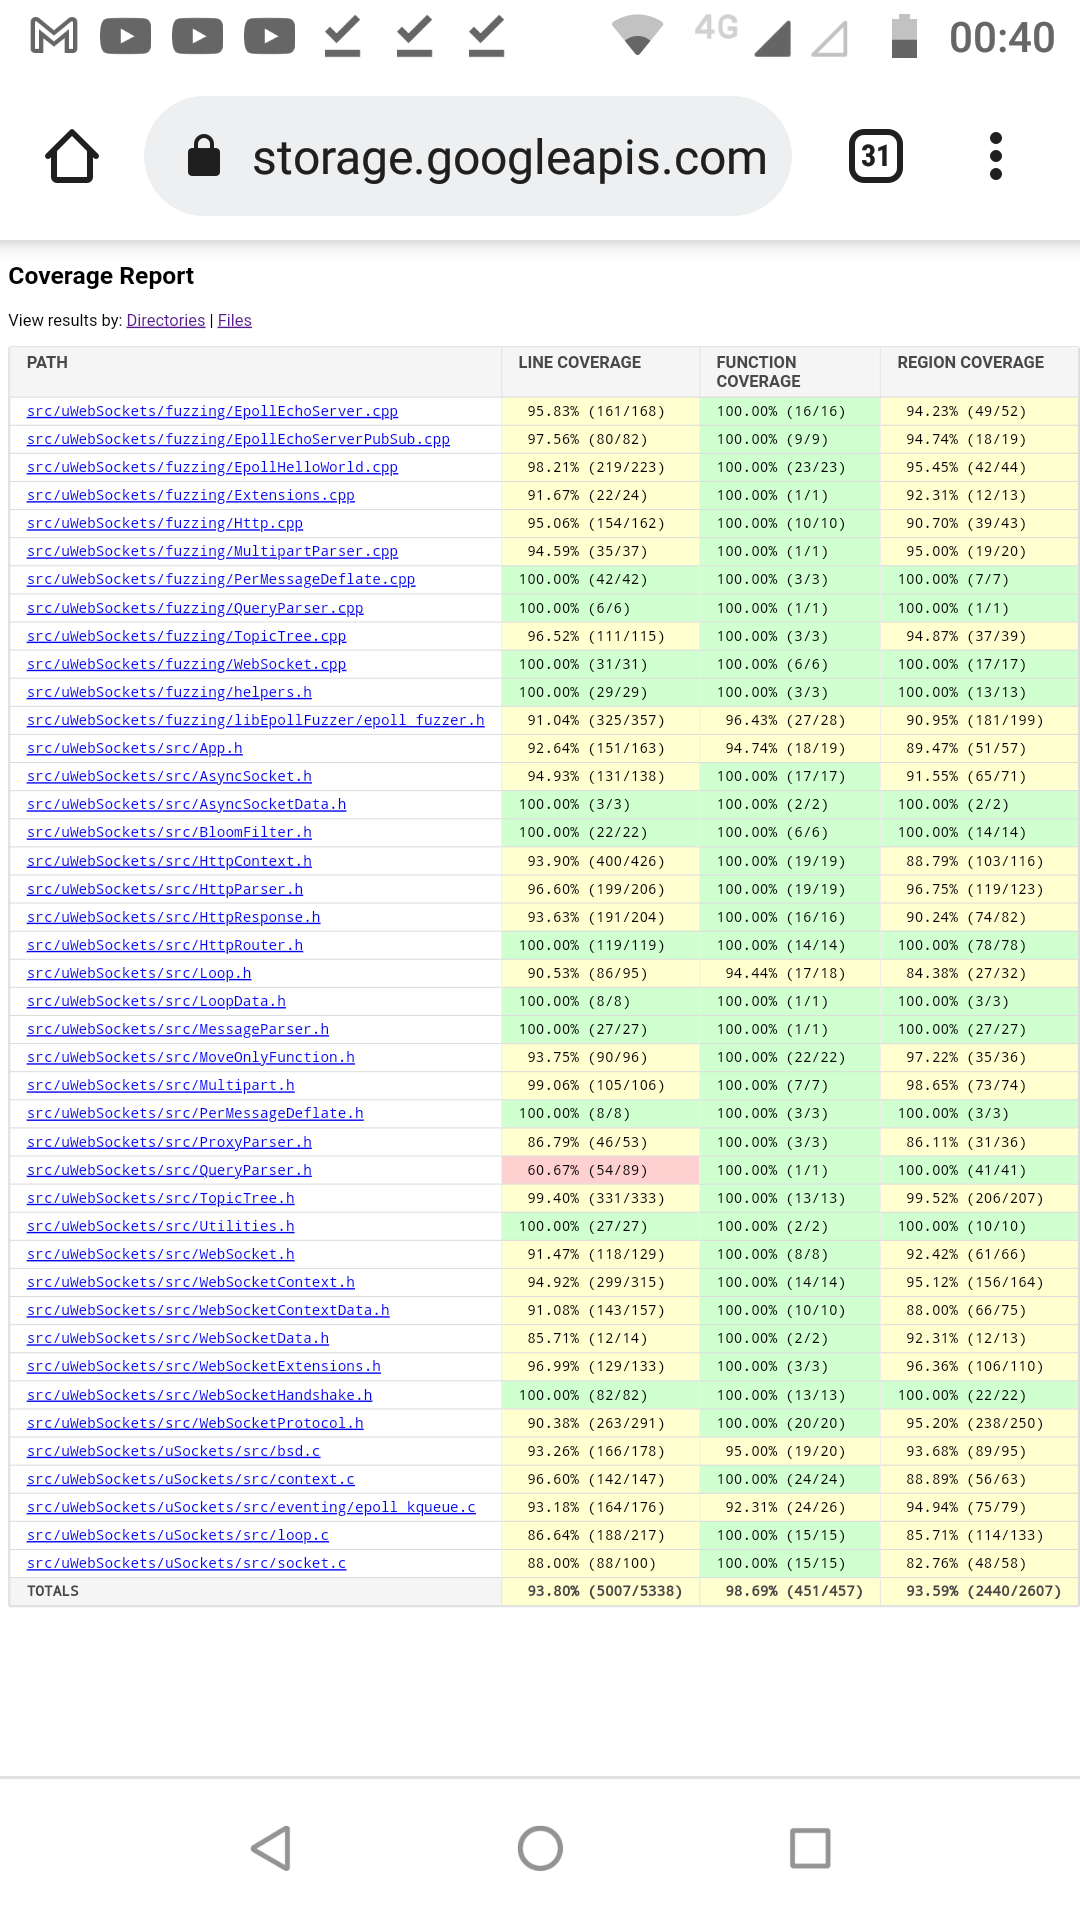 4G 00:40
storage.googleapis.com 31
Coverage Report
View results by: Directories | Files
PATH LINE COVERAGE FUNCTION COVERAGE REGION COVERAGE
src/uWebSockets/fuzzing/EpollEchoServer.cpp 95.83% (161/168) 100.00% (16/16) 94.23% (49/52)
src/uWebSockets/fuzzing/EpollEchoServerPubSub.cpp 97.56% (80/82) 100.00% (9/9) 94.74% (18/19)
src/uWebSockets/fuzzing/EpollHelloWorld.cpp 98.21% (219/223) 100.00% (23/23) 95.45% (42/44)
src/uWebSockets/fuzzing/Extensions.cpp 91.67% (22/24) 100.00% (1/1) 92.31% (12/13)
src/uWebSockets/fuzzing/Http.cpp 95.06% (154/162) 100.00% (10/10) 90.70% (39/43)
src/uWebSockets/fuzzing/MultipartParser.cpp 94.59% (35/37) 100.00% (1/1) 95.00% (19/20)
src/uWebSockets/fuzzing/PerMessageDeflate.cpp 100.00% (42/42) 100.00% (3/3) 100.00% (7/7)
src/uWebSockets/fuzzing/QueryParser.cpp 100.00% (6/6) 100.00% (1/1) 100.00% (1/1)
src/uWebSockets/fuzzing/TopicTree.cpp 96.52% (111/115) 100.00% (3/3) 94.87% (37/39)
src/uWebSockets/fuzzing/WebSocket.cpp 100.00% (31/31) 100.00% (6/6) 100.00% (17/17)
src/uWebSockets/fuzzing/helpers.h 100.00% (29/29) 100.00% (3/3) 100.00% (13/13)
src/uWebSockets/fuzzing/libEpollFuzzer/epoll_fuzzer.h 91.04% (325/357) 96.43% (27/28) 90.95% (181/199)
src/uWebSockets/src/App.h 92.64% (151/163) 94.74% (18/19) 89.47% (51/57)
src/uWebSockets/src/AsyncSocket.h 94.93% (131/138) 100.00% (17/17) 91.55% (65/71)
src/uWebSockets/src/AsyncSocketData.h 100.00% (3/3) 100.00% (2/2) 100.00% (2/2)
src/uWebSockets/src/BloomFilter.h 100.00% (22/22) 100.00% (6/6) 100.00% (14/14)
src/uWebSockets/src/HttpContext.h 93.90% (400/426) 100.00% (19/19) 88.79% (103/116)
src/uWebSockets/src/HttpParser.h 96.60% (199/206) 100.00% (19/19) 96.75% (119/123)
src/uWebSockets/src/HttpResponse.h 93.63% (191/204) 100.00% (16/16) 90.24% (74/82)
src/uWebSockets/src/HttpRouter.h 100.00% (119/119) 100.00% (14/14) 100.00% (78/78)
src/uWebSockets/src/Loop.h 90.53% (86/95) 94.44% (17/18) 84.38% (27/32)
src/uWebSockets/src/LoopData.h 100.00% (8/8) 100.00% (1/1) 100.00% (3/3)
src/uWebSockets/src/MessageParser.h 100.00% (27/27) 100.00% (1/1) 100.00% (27/27)
src/uWebSockets/src/MoveOnlyFunction.h 93.75% (90/96) 100.00% (22/22) 97.22% (35/36)
src/uWebSockets/src/Multipart.h 99.06% (105/106) 100.00% (7/7) 98.65% (73/74)
src/uWebSockets/src/PerMessageDeflate.h 100.00% (8/8) 100.00% (3/3) 100.00% (3/3)
src/uWebSockets/src/ProxyParser.h 86.79% (46/53) 100.00% (3/3) 86.11% (31/36)
src/uWebSockets/src/QueryParser.h 60.67% (54/89) 100.00% (1/1) 100.00% (41/41)
src/uWebSockets/src/TopicTree.h 99.40% (331/333) 100.00% (13/13) 99.52% (206/207)
src/uWebSockets/src/Utilities.h 100.00% (27/27) 100.00% (2/2) 100.00% (10/10)
src/uWebSockets/src/WebSocket.h 91.47% (118/129) 100.00% (8/8) 92.42% (61/66)
src/uWebSockets/src/WebSocketContext.h 94.92% (299/315) 100.00% (14/14) 95.12% (156/164)
src/uWebSockets/src/WebSocketContextData.h 91.08% (143/157) 100.00% (10/10) 88.00% (66/75)
src/uWebSockets/src/WebSocketData.h 85.71% (12/14) 100.00% (2/2) 92.31% (12/13)
src/uWebSockets/src/WebSocketExtensions.h 96.99% (129/133) 100.00% (3/3) 96.36% (106/110)
src/uWebSockets/src/WebSocketHandshake.h 100.00% (82/82) 100.00% (13/13) 100.00% (22/22)
src/uWebSockets/src/WebSocketProtocol.h 90.38% (263/291) 100.00% (20/20) 95.20% (238/250)
src/uWebSockets/uSockets/src/bsd.c 93.26% (166/178) 95.00% (19/20) 93.68% (89/95)
src/uWebSockets/uSockets/src/context.c 96.60% (142/147) 100.00% (24/24) 88.89% (56/63)
src/uWebSockets/uSockets/src/eventing/epoll_kqueue.c 93.18% (164/176) 92.31% (24/26) 94.94% (75/79)
src/uWebSockets/uSockets/src/loop.c 86.64% (188/217) 100.00% (15/15) 85.71% (114/133)
src/uWebSockets/uSockets/src/socket.c 88.00% (88/100) 100.00% (15/15) 82.76% (48/58)
TOTALS 93.80% (5007/5338) 98.69% (451/457) 93.59% (2440/2607)